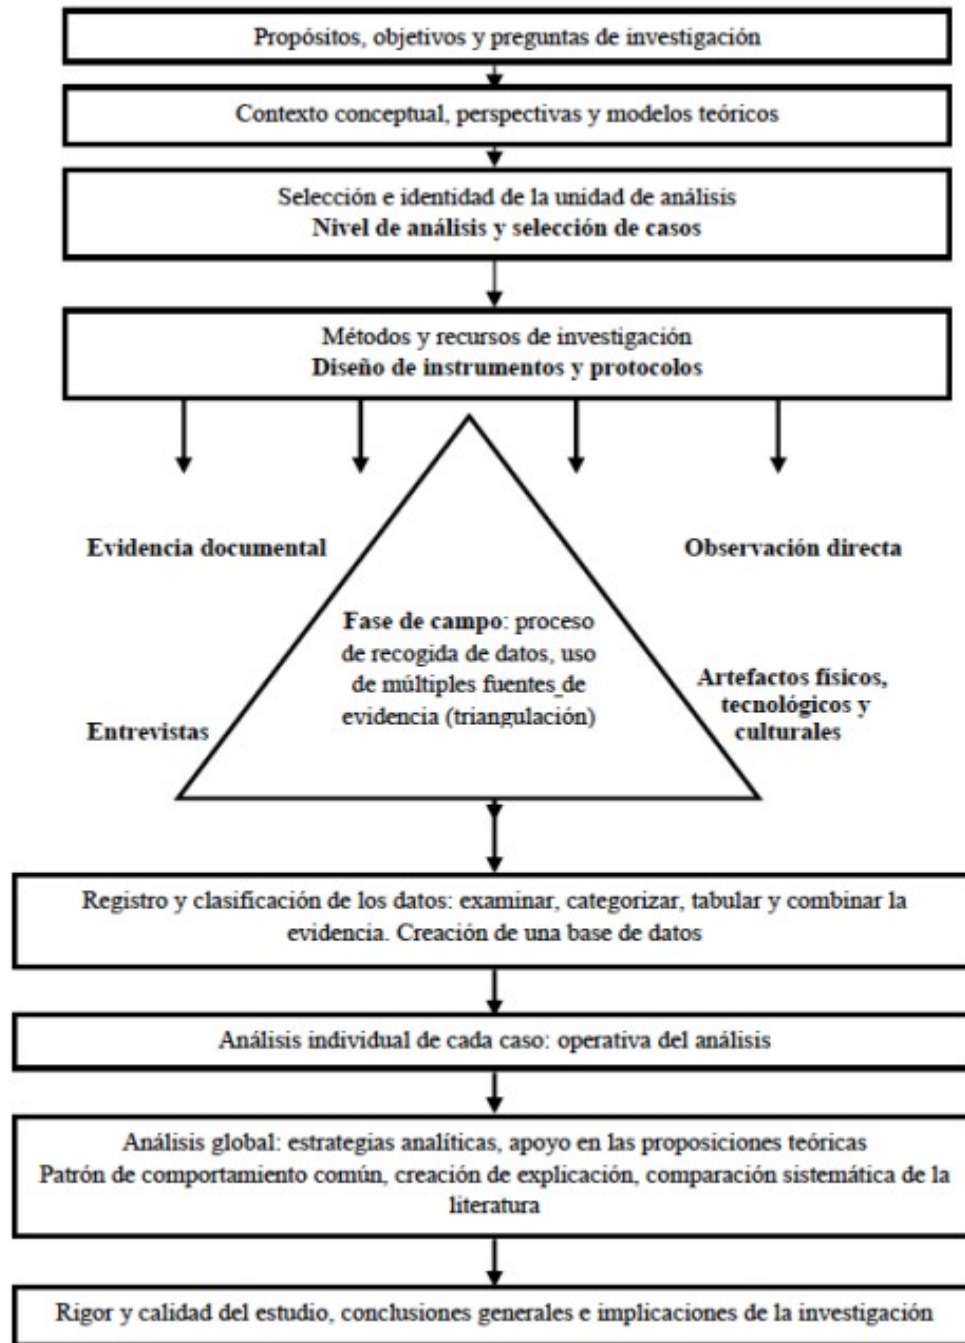 Propósitos, objetivos y preguntas de investigación
Contexto conceptual, perspectivas y modelos teóricos
Selección e identidad de la unidad de análisis
Nivel de análisis y selección de casos
Métodos y recursos de investigación
Diseño de instrumentos y protocolos
Evidencia documental
Observación directa
Fase de campo: proceso
de recogida de datos, uso
de múltiples fuentes de
evidencia (triangulación)
Entrevistas
Artefactos físicos,
tecnológicos y
culturales
Registro y clasificación de los datos: examinar, categorizar, tabular y combinar la
evidencia. Creación de una base de datos
Análisis individual de cada caso: operativa del análisis
Análisis global: estrategias analíticas, apoyo en las proposiciones teóricas
Patrón de comportamiento común, creación de explicación, comparación sistemática de la
literatura
Rigor y calidad del estudio, conclusiones generales e implicaciones de la investigación